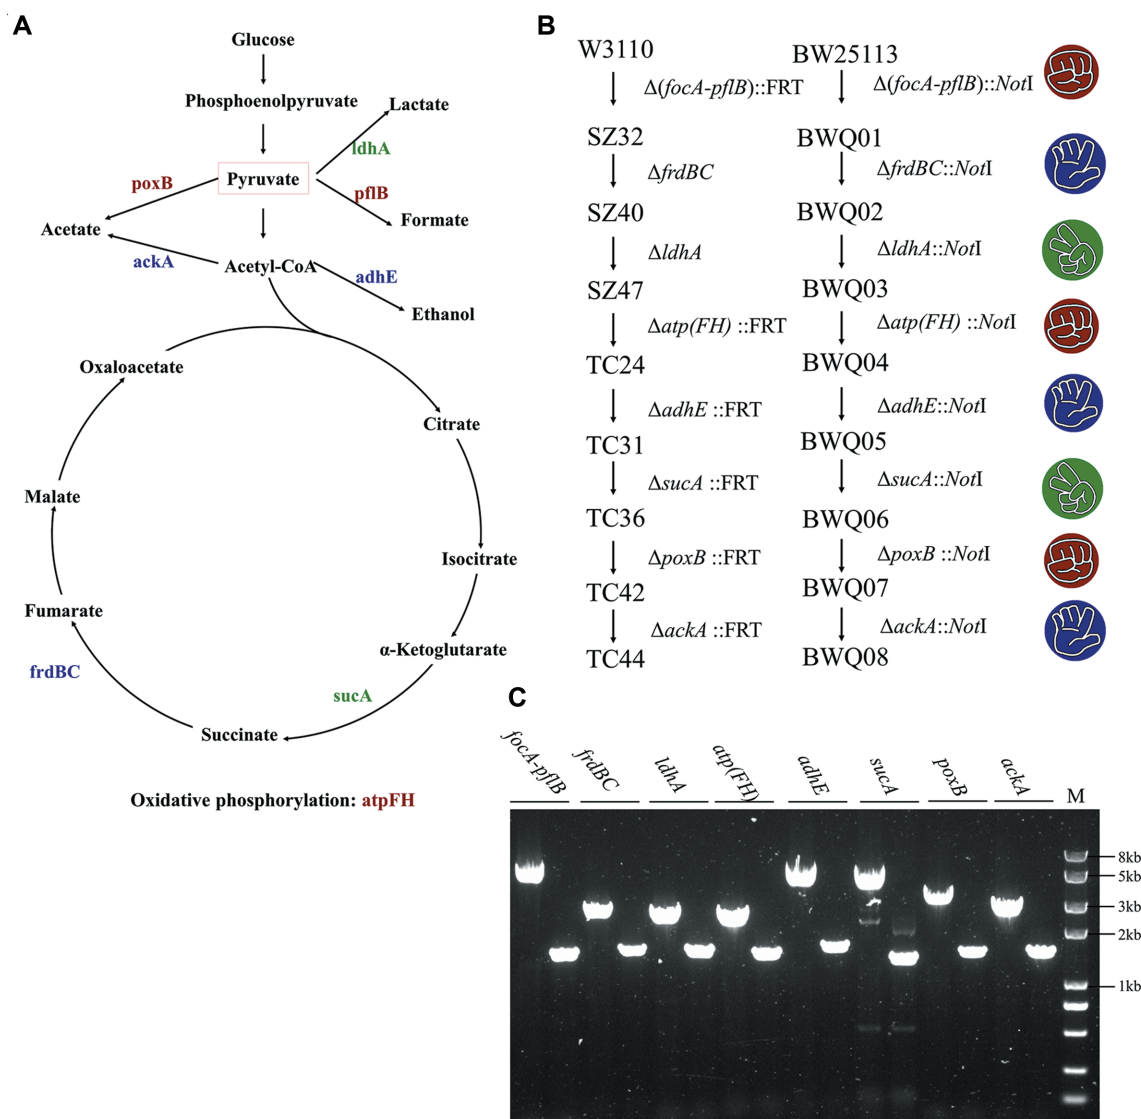 A
Glucose
Phosphoenolpyruvate
Lactate
ldhA
Pyruvate
poxB
pflB
Acetate
Formate
ackA
Acetyl-CoA
adhE
Ethanol
Oxaloacetate
Citrate
Malate
Isocitrate
Fumarate
α-Ketoglutarate
frdBC
sucA
Succinate
Oxidative phosphorylation: atpFH
B
W3110
BW25113
Δ(focA-pflB)::FRT
Δ(focA-pflB)::NotI
SZ32
BWQ01
ΔfrdBC
ΔfrdBC::NotI
SZ40
BWQ02
ΔldhA
ΔldhA::NotI
SZ47
BWQ03
Δatp(FH) ::FRT
Δatp(FH) ::NotI
TC24
BWQ04
ΔadhE ::FRT
ΔadhE::NotI
TC31
BWQ05
ΔsucA ::FRT
ΔsucA::NotI
TC36
BWQ06
ΔpoxB ::FRT
ΔpoxB ::NotI
TC42
BWQ07
ΔackA ::FRT
ΔackA::NotI
TC44
BWQ08
C
focA-pflB
frdBC
ldhA
atp(FH)
adhE
sucA
poxB
ackA
M
8kb
5kb
3kb
2kb
1kb